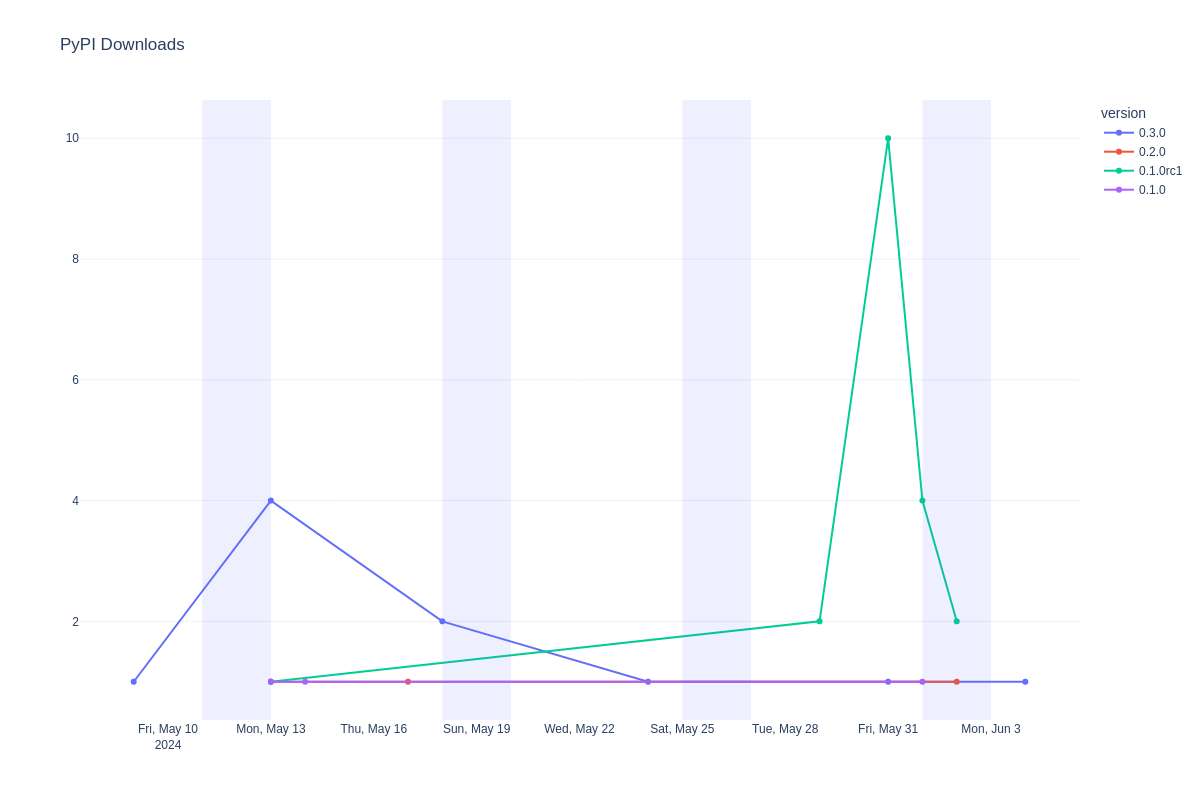 PyPI Downloads
version
0.3.0
0.2.0
0.1.0rc1
0.1.0
10
8
6
4
2
Fri, May 10
2024
Mon, May 13
Thu, May 16
Sun, May 19
Wed, May 22
Sat, May 25
Tue, May 28
Fri, May 31
Mon, Jun 3